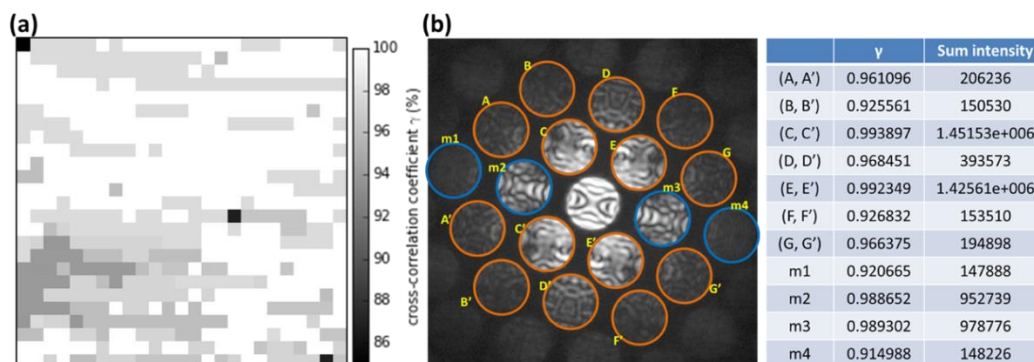 (a)
100
98
96
94
92
90
88
86
cross-correlation coefficient γ (%)
(b)
B
D
F
A
C
E
G
m1
m2
m3
m4
A'
C'
E'
B'
D'
G'
F'
γ Sum intensity
(A, A') 0.961096 206236
(B, B') 0.925561 150530
(C, C') 0.993897 1.45153e+006
(D, D') 0.968451 393573
(E, E') 0.992349 1.42561e+006
(F, F') 0.926832 153510
(G, G') 0.966375 194898
m1 0.920665 147888
m2 0.988652 952739
m3 0.989302 978776
m4 0.914988 148226